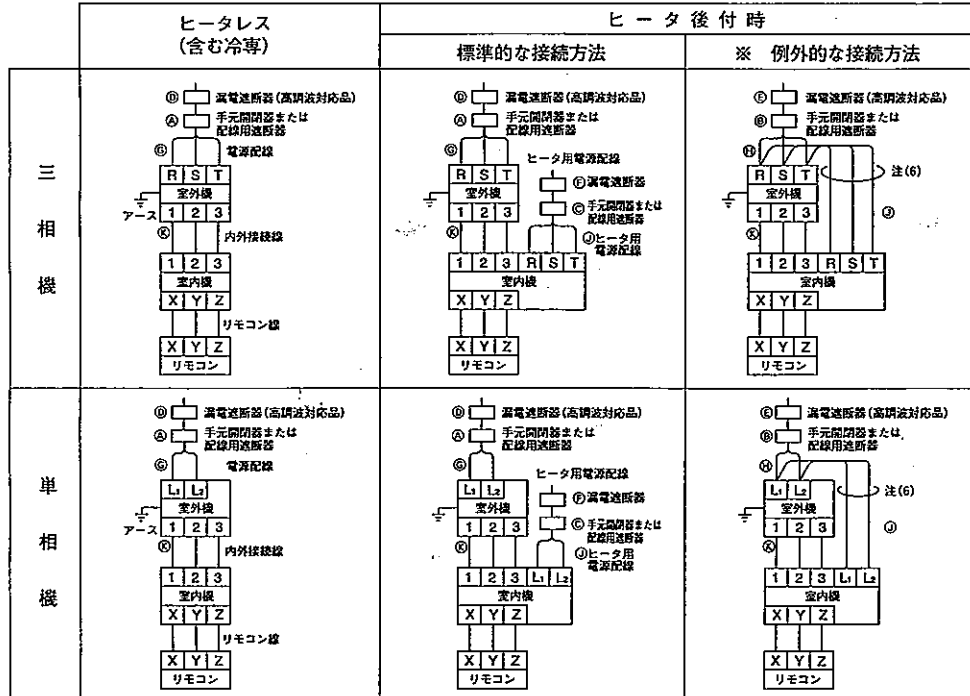 ヒータレス
(含む冷専)
ヒータ後付時
標準的な接続方法
※ 例外的な接続方法
三相機
Ⓓ 漏電遮断器(高調波対応品)
Ⓐ 手元開閉器または
配線用遮断器
Ⓖ 電源配線
R S T
室外機
アース 1 2 3
Ⓚ 内外接続線
1 2 3
室内機
X Y Z
リモコン線
X Y Z
リモコン
Ⓓ 漏電遮断器(高調波対応品)
Ⓐ 手元開閉器または
配線用遮断器
Ⓖ ヒータ用電源配線
R S T
Ⓕ漏電遮断器
室外機
Ⓒ 手元開閉器または
配線用遮断器
1 2 3
Ⓚ Ⓙヒータ用
電源配線
1 2 3 R S T
室内機
X Y Z
X Y Z
リモコン
Ⓔ 漏電遮断器(高調波対応品)
Ⓑ 手元開閉器または
配線用遮断器
Ⓗ
R S T 注(6)
室外機
1 2 3 Ⓙ
Ⓚ
1 2 3 R S T
室内機
X Y Z
X Y Z
リモコン
単相機
Ⓓ 漏電遮断器(高調波対応品)
Ⓐ 手元開閉器または
配線用遮断器
Ⓖ 電源配線
L₁ L₂
室外機
アース 1 2 3
Ⓚ 内外接続線
1 2 3
室内機
X Y Z
リモコン線
X Y Z
リモコン
Ⓓ 漏電遮断器(高調波対応品)
Ⓐ 手元開閉器または
配線用遮断器
Ⓖ ヒータ用電源配線
L₁ L₂
Ⓕ漏電遮断器
室外機
Ⓒ 手元開閉器または
配線用遮断器
1 2 3
Ⓚ Ⓙヒータ用
電源配線
1 2 3 L₁ L₂
室内機
X Y Z
X Y Z
リモコン
Ⓔ 漏電遮断器(高調波対応品)
Ⓑ 手元開閉器または
配線用遮断器
Ⓗ
L₁ L₂ 注(6)
室外機
1 2 3 Ⓙ
Ⓚ
1 2 3 L₁ L₂
室内機
X Y Z
X Y Z
リモコン